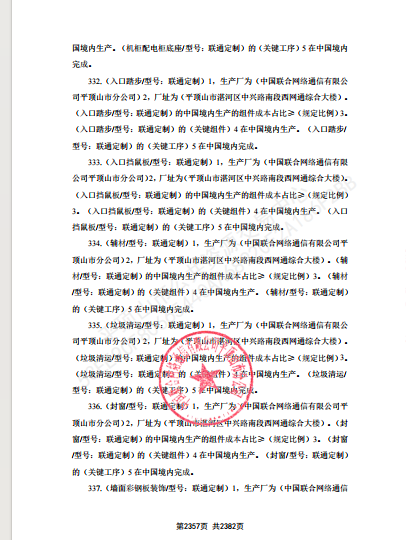 国境内生产。（机柜配电柜底座/型号：联通定制）的（关键工序）5 在中国境内
完成。
332.（入口踏步/型号：联通定制）1，生产厂为（中国联合网络通信有限公
司平顶山市分公司）2，厂址为（平顶山市湛河区中兴路南段西网通综合大楼）。
（入口踏步/型号：联通定制）的中国境内生产的组件成本占比≥（规定比例）3。
（入口踏步/型号：联通定制）的（关键组件）4 在中国境内生产。（入口踏步/
型号：联通定制）的（关键工序）5 在中国境内完成。
333.（入口挡鼠板/型号：联通定制）1，生产厂为（中国联合网络通信有限
公司平顶山市分公司）2，厂址为（平顶山市湛河区中兴路南段西网通综合大楼）。
（入口挡鼠板/型号：联通定制）的中国境内生产的组件成本占比≥（规定比例）
3。（入口挡鼠板/型号：联通定制）的（关键组件）4 在中国境内生产。（入口
挡鼠板/型号：联通定制）的（关键工序）5 在中国境内完成。
334.（辅材/型号：联通定制）1，生产厂为（中国联合网络通信有限公司平
顶山市分公司）2，厂址为（平顶山市湛河区中兴路南段西网通综合大楼）。（辅
材/型号：联通定制）的中国境内生产的组件成本占比≥（规定比例）3。（辅材
/型号：联通定制）的（关键组件）4 在中国境内生产。（辅材/型号：联通定制）
的（关键工序）5 在中国境内完成。
335.（垃圾清运/型号：联通定制）1，生产厂为（中国联合网络通信有限公
司平顶山市分公司）2，厂址为（平顶山市湛河区中兴路南段西网通综合大楼）。
（垃圾清运/型号：联通定制）的中国境内生产的组件成本占比≥（规定比例）3。
（垃圾清运/型号：联通定制）的（关键组件）4 在中国境内生产。（垃圾清运/
型号：联通定制）的（关键工序）5 在中国境内完成。
336.（封窗/型号：联通定制）1，生产厂为（中国联合网络通信有限公司平
顶山市分公司）2，厂址为（平顶山市湛河区中兴路南段西网通综合大楼）。（封
窗/型号：联通定制）的中国境内生产的组件成本占比≥（规定比例）3。（封窗
/型号：联通定制）的（关键组件）4 在中国境内生产。（封窗/型号：联通定制）
的（关键工序）5 在中国境内完成。
337.（墙面彩钢板装饰/型号：联通定制）1，生产厂为（中国联合网络通信
第2357页 共2382页